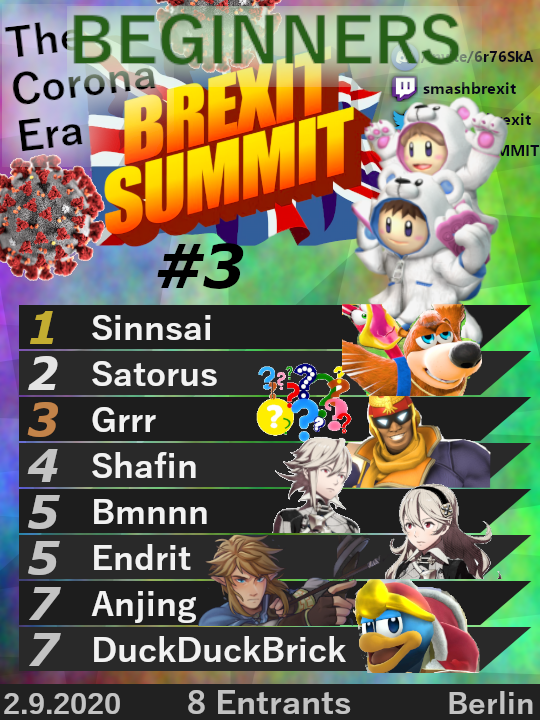 BEGINNERS
The
Corona
Era
BREXIT
SUMMIT
#3
6r76SkA
smashbrexit
1 Sinnsai
2 Satorus
3 Grrr
4 Shafin
5 Bmnnn
5 Endrit
7 Anjing
7 DuckDuckBrick
2.9.2020 8 Entrants Berlin